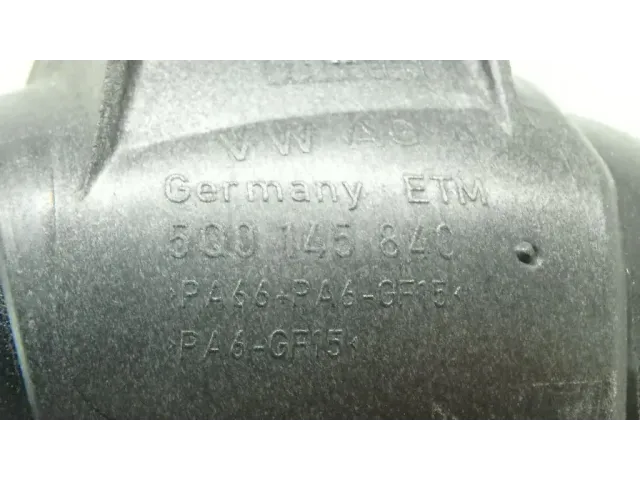 VW AG
Germany ETM
5Q0 145 840
>PA66+PA6-GF15<
PA6-GF15<